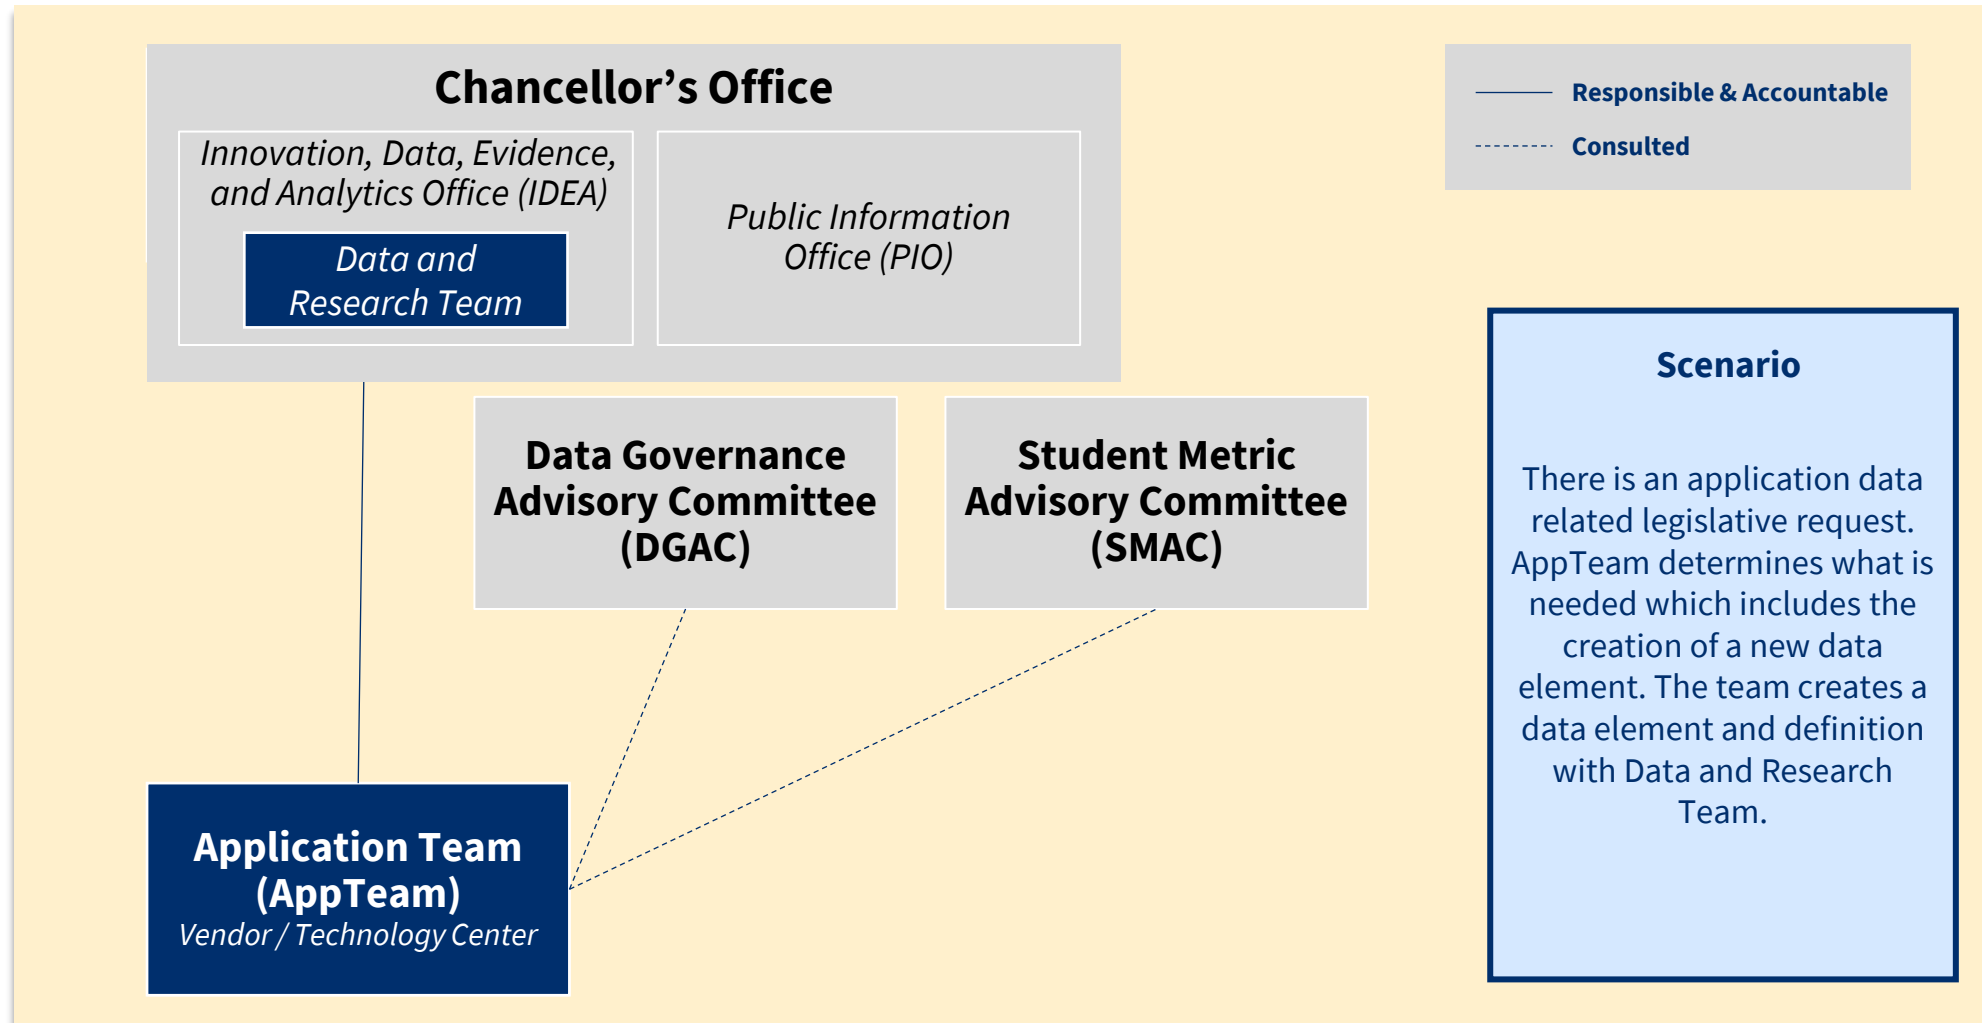 Chancellor’s Office
Innovation, Data, Evidence,
and Analytics Office (IDEA)
Data and
Research Team
Public Information
Office (PIO)
Responsible & Accountable
Consulted
Data Governance
Advisory Committee
(DGAC)
Student Metric
Advisory Committee
(SMAC)
Application Team
(AppTeam)
Vendor / Technology Center
Scenario
There is an application data
related legislative request.
AppTeam determines what is
needed which includes the
creation of a new data
element. The team creates a
data element and definition
with Data and Research
Team.